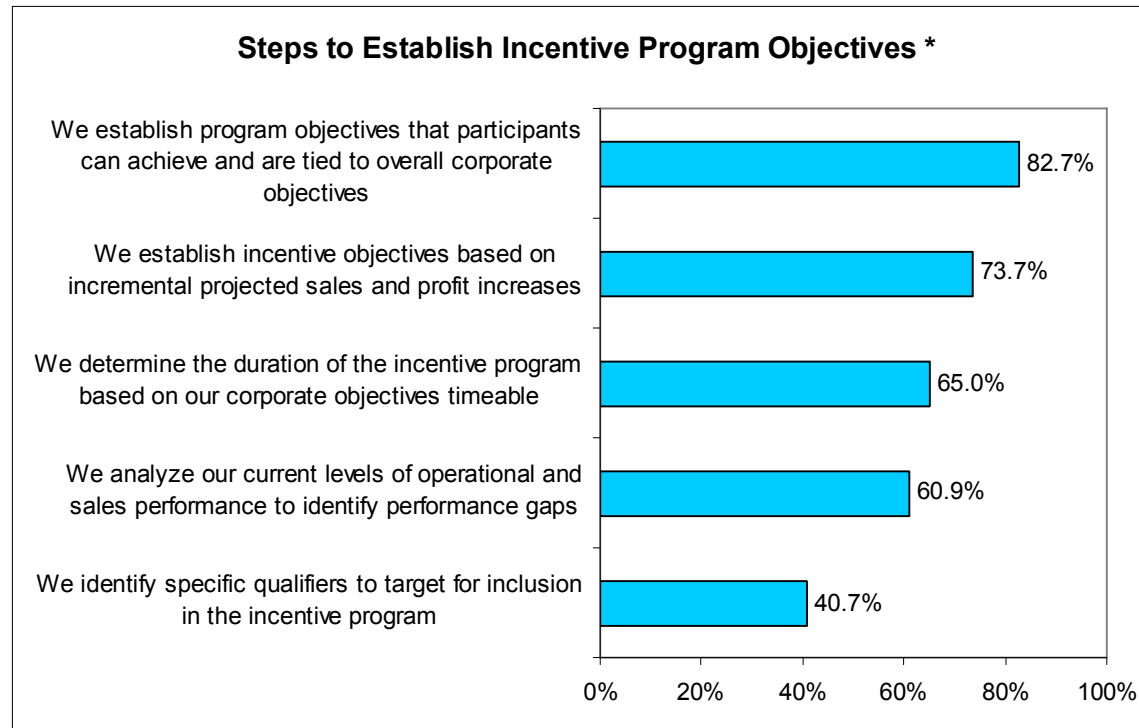 Steps to Establish Incentive Program Objectives *
We establish program objectives that participants
can achieve and are tied to overall corporate
objectives
82.7%
We establish incentive objectives based on
incremental projected sales and profit increases
73.7%
We determine the duration of the incentive program
based on our corporate objectives timeable
65.0%
We analyze our current levels of operational and
sales performance to identify performance gaps
60.9%
We identify specific qualifiers to target for inclusion
in the incentive program
40.7%
0% 20% 40% 60% 80% 100%